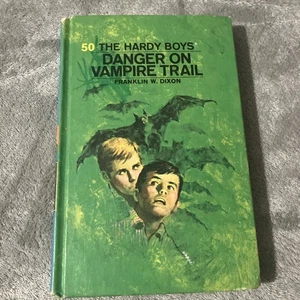 50 THE HARDY BOYS
DANGER ON
VAMPIRE TRAIL
FRANKLIN W. DIXON